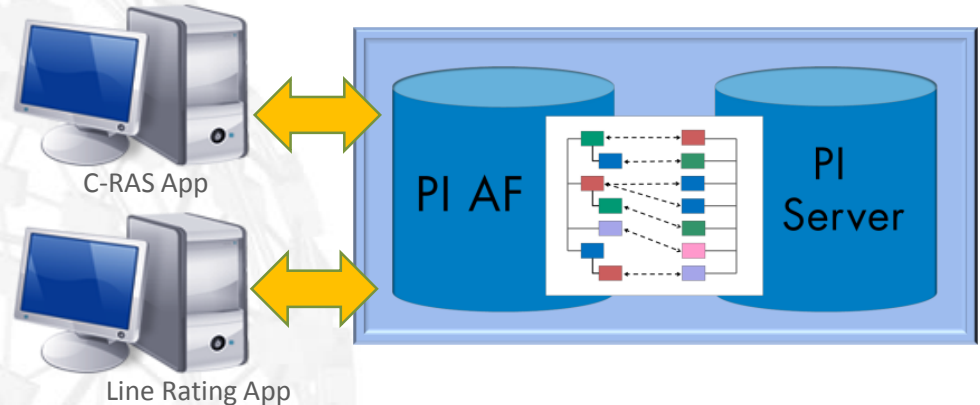 C-RAS App
Line Rating App
PI AF
PI
Server